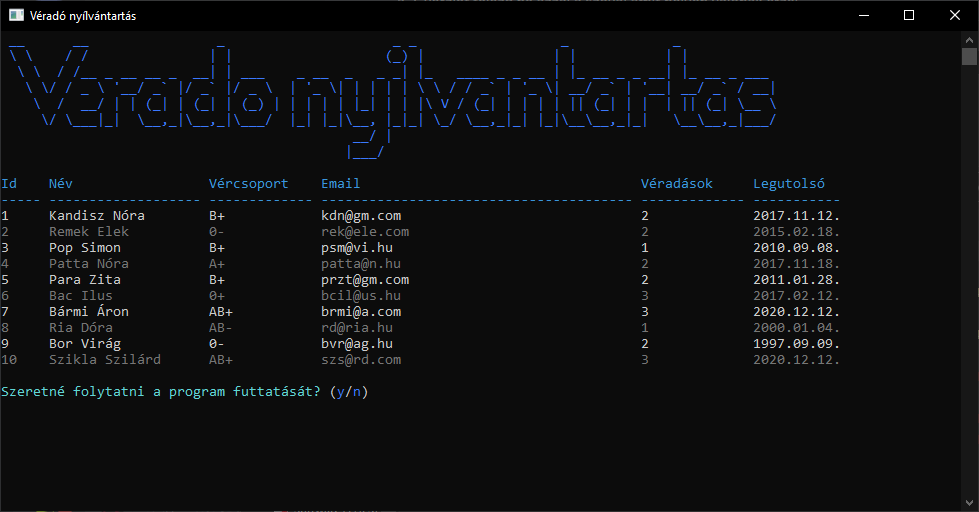 Véradó nyílvántartás
Veradonyilvantartas
Id Név Vércsoport Email Véradások Legutolsó
1 Kandisz Nóra B+ kdn@gm.com 2 2017.11.12.
2 Remek Elek 0- rek@ele.com 2 2015.02.18.
3 Pop Simon B+ psm@vi.hu 1 2010.09.08.
4 Patta Nóra A+ patta@n.hu 2 2017.11.18.
5 Para Zita B+ przt@gm.com 2 2011.01.28.
6 Bac Ilus 0+ bcil@us.hu 3 2017.02.12.
7 Bármi Áron AB+ brmi@a.com 3 2020.12.12.
8 Ria Dóra AB- rd@ria.hu 1 2000.01.04.
9 Bor Virág 0- bvr@ag.hu 2 1997.09.09.
10 Szikla Szilárd AB+ szs@rd.com 3 2020.12.12.
Szeretné folytatni a program futtatását? (y/n)